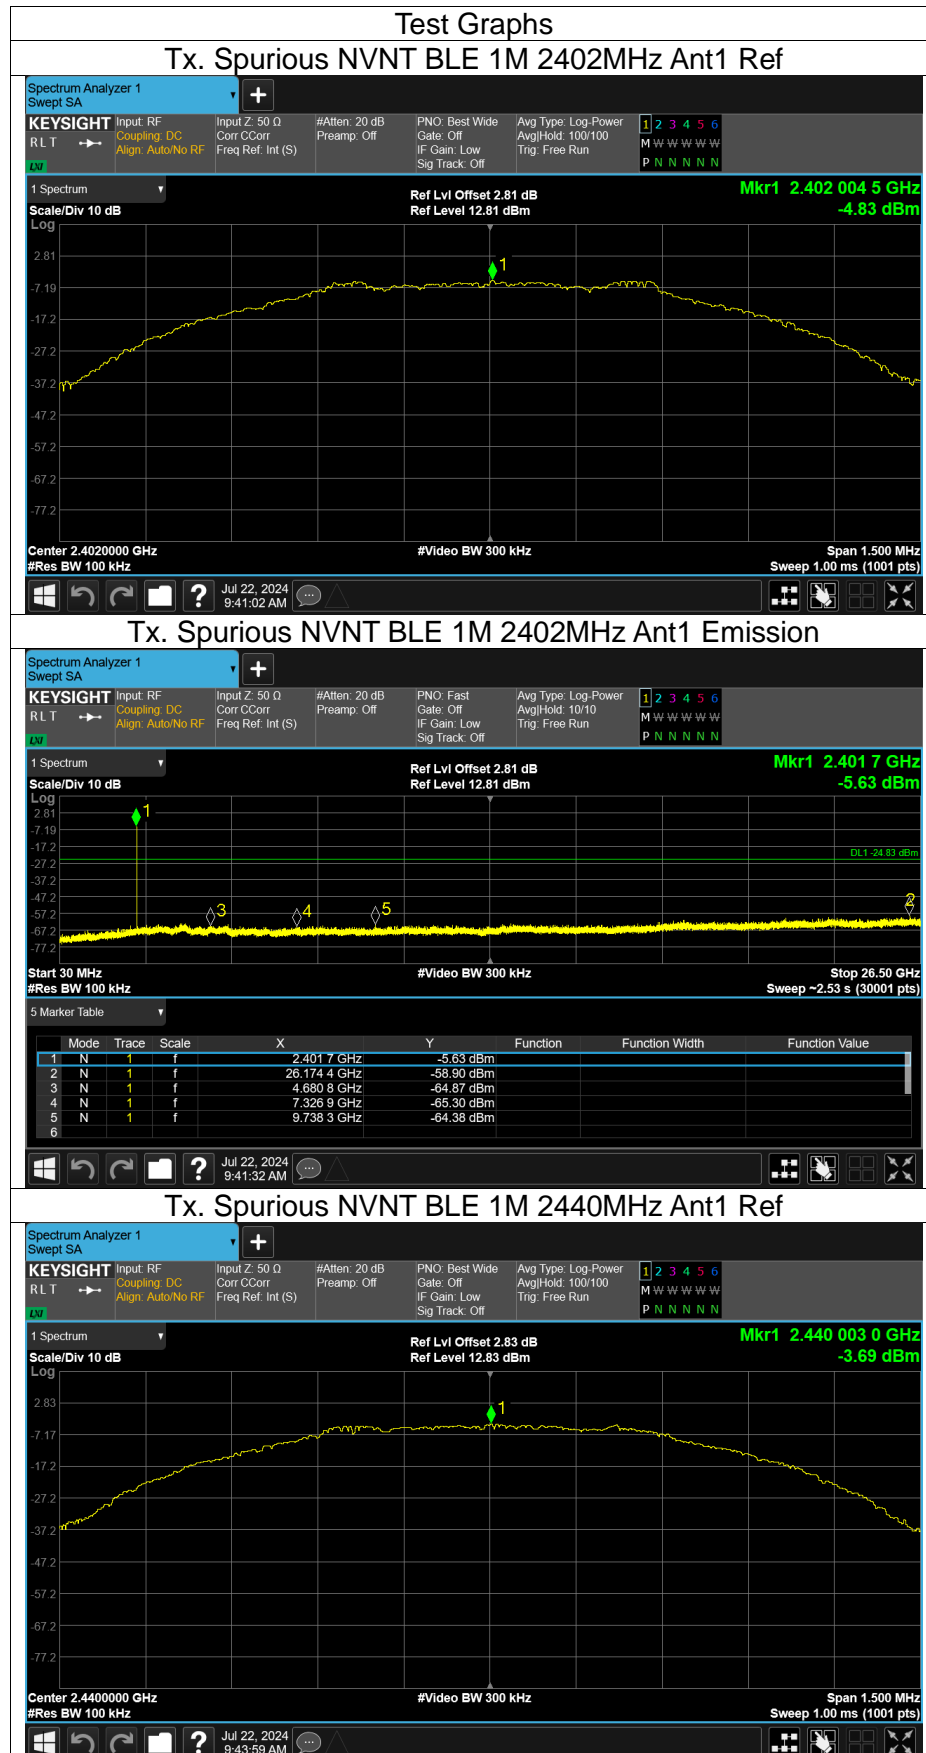 Test Graphs
Tx. Spurious NVNT BLE 1M 2402MHz Ant1 Ref
Spectrum Analyzer 1
Swept SA
+
KEYSIGHT Input: RF Input Z: 50 Ω #Atten: 20 dB PNO: Best Wide Avg Type: Log-Power 1 2 3 4 5 6
RLT Coupling: DC Corr CCorr Preamp: Off Gate: Off Avg|Hold: 100/100 M W W W W W
Align: Auto/No RF Freq Ref: Int (S) IF Gain: Low Trig: Free Run
LXI Sig Track: Off P N N N N N
1 Spectrum Ref Lvl Offset 2.81 dB Mkr1 2.402 004 5 GHz
Scale/Div 10 dB Ref Level 12.81 dBm -4.83 dBm
Log
1
2.81
-7.19
-17.2
-27.2
-37.2
-47.2
-57.2
-67.2
-77.2
Center 2.4020000 GHz #Video BW 300 kHz Span 1.500 MHz
#Res BW 100 kHz Sweep 1.00 ms (1001 pts)
? Jul 22, 2024
9:41:02 AM
Tx. Spurious NVNT BLE 1M 2402MHz Ant1 Emission
Spectrum Analyzer 1
Swept SA
+
KEYSIGHT Input: RF Input Z: 50 Ω #Atten: 20 dB PNO: Fast Avg Type: Log-Power 1 2 3 4 5 6
RLT Coupling: DC Corr CCorr Preamp: Off Gate: Off Avg|Hold: 10/10 M W W W W W
Align: Auto/No RF Freq Ref: Int (S) IF Gain: Low Trig: Free Run
LXI Sig Track: Off P N N N N N
1 Spectrum Ref Lvl Offset 2.81 dB Mkr1 2.401 7 GHz
Scale/Div 10 dB Ref Level 12.81 dBm -5.63 dBm
Log
2.81 1
-7.19
-17.2
DL1 -24.83 dBm
-27.2
-37.2
-47.2
-57.2 3 4 5 2
-67.2
-77.2
Start 30 MHz #Video BW 300 kHz Stop 26.50 GHz
#Res BW 100 kHz Sweep ~2.53 s (30001 pts)
5 Marker Table
Mode Trace Scale X Y Function Function Width Function Value
1 N 1 f 2.401 7 GHz -5.63 dBm
2 N 1 f 26.174 4 GHz -58.90 dBm
3 N 1 f 4.680 8 GHz -64.87 dBm
4 N 1 f 7.326 9 GHz -65.30 dBm
5 N 1 f 9.738 3 GHz -64.38 dBm
6
? Jul 22, 2024
9:41:32 AM
Tx. Spurious NVNT BLE 1M 2440MHz Ant1 Ref
Spectrum Analyzer 1
Swept SA
+
KEYSIGHT Input: RF Input Z: 50 Ω #Atten: 20 dB PNO: Best Wide Avg Type: Log-Power 1 2 3 4 5 6
RLT Coupling: DC Corr CCorr Preamp: Off Gate: Off Avg|Hold: 100/100 M W W W W W
Align: Auto/No RF Freq Ref: Int (S) IF Gain: Low Trig: Free Run
LXI Sig Track: Off P N N N N N
1 Spectrum Ref Lvl Offset 2.83 dB Mkr1 2.440 003 0 GHz
Scale/Div 10 dB Ref Level 12.83 dBm -3.69 dBm
Log
2.83
1
-7.17
-17.2
-27.2
-37.2
-47.2
-57.2
-67.2
-77.2
Center 2.4400000 GHz #Video BW 300 kHz Span 1.500 MHz
#Res BW 100 kHz Sweep 1.00 ms (1001 pts)
? Jul 22, 2024
9:43:59 AM